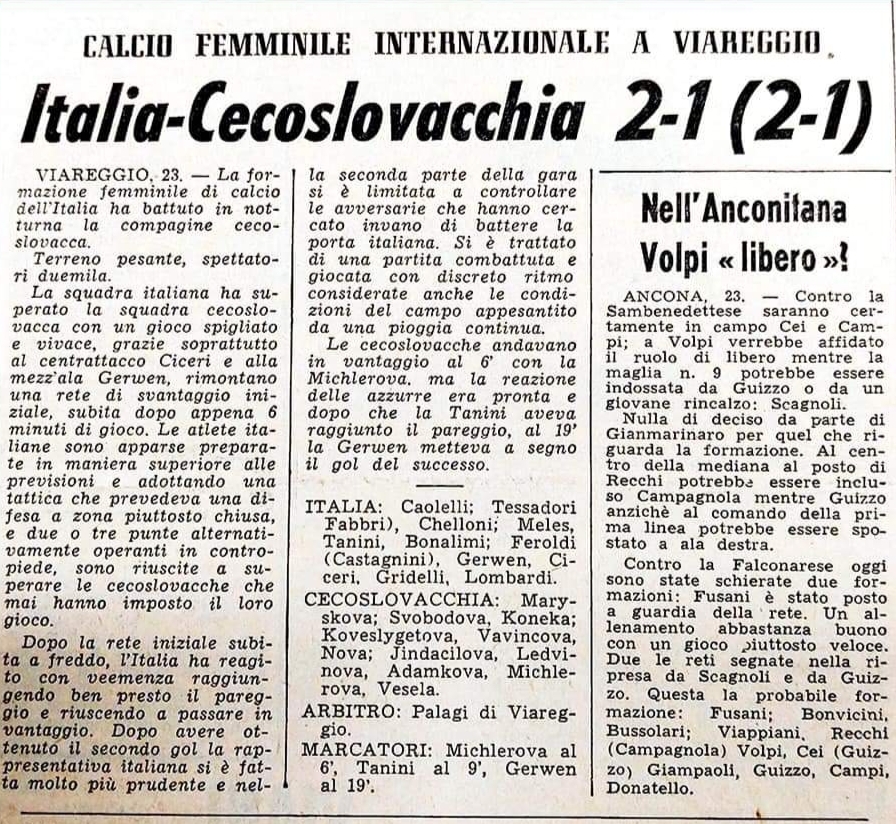 CALCIO FEMMINILE INTERNAZIONALE A VIAREGGIO
Italia-Cecoslovacchia 2-1 (2-1)
VIAREGGIO, 23. — La for-
mazione femminile di calcio
dell'Italia ha battuto in not-
turna la compagine ceco-
slovacca.
Terreno pesante, spettato-
ri duemila.
La squadra italiana ha su-
perato la squadra cecoslo-
vacca con un gioco spigliato
e vivace, grazie soprattutto
al centrattacco Ciceri e alla
mezz'ala Gerwen, rimontano
una rete di svantaggio ini-
ziale, subita dopo appena 6
minuti di gioco. Le atlete ita-
liane sono apparse prepara-
te in maniera superiore alle
previsioni e adottando una
tattica che prevedeva una di-
fesa a zona piuttosto chiusa,
e due o tre punte alternati-
vamente operanti in contro-
piede, sono riuscite a su-
perare le cecoslovacche che
mai hanno imposto il loro
gioco.
Dopo la rete iniziale subi-
ta a freddo, l'Italia ha reagi-
to con veemenza raggiun-
gendo ben presto il pareg-
gio e riuscendo a passare in
vantaggio. Dopo avere ot-
tenuto il secondo gol la rap-
presentativa italiana si è fat-
ta molto più prudente e nel-
la seconda parte della gara
si è limitata a controllare
le avversarie che hanno cer-
cato invano di battere la
porta italiana. Si è trattato
di una partita combattuta e
giocata con discreto ritmo
considerate anche le condi-
zioni del campo appesantito
da una pioggia continua.
Le cecoslovacche andavano
in vantaggio al 6' con la
Michlerova, ma la reazione
delle azzurre era pronta e
dopo che la Tanini aveva
raggiunto il pareggio, al 19'
la Gerwen metteva a segno
il gol del successo.
ITALIA: Caolelli; Tessadori
Fabbri), Chelloni; Meles,
Tanini, Bonalimi; Feroldi
(Castagnini), Gerwen, Ci-
ceri, Gridelli, Lombardi.
CECOSLOVACCHIA: Mary-
skova; Svobodova, Koneka;
Koveslygetova, Vavincova,
Nova; Jindacilova, Ledvi-
nova, Adamkova, Michle-
rova, Vesela.
ARBITRO: Palagi di Viareg-
gio.
MARCATORI: Michlerova al
6', Tanini al 9', Gerwen
al 19'.
Nell'Anconitana
Volpi « libero »?
ANCONA, 23. — Contro la
Sambenedettese saranno cer-
tamente in campo Cei e Cam-
pi; a Volpi verrebbe affidato
il ruolo di libero mentre la
maglia n. 9 potrebbe essere
indossata da Guizzo o da un
giovane rincalzo: Scagnoli.
Nulla di deciso da parte di
Gianmarinaro per quel che ri-
guarda la formazione. Al cen-
tro della mediana al posto di
Recchi potrebbe essere inclu-
so Campagnola mentre Guizzo
anzichè al comando della pri-
ma linea potrebbe essere spo-
stato a ala destra.
Contro la Falconarese oggi
sono state schierate due for-
mazioni: Fusani è stato posto
a guardia della rete. Un al-
lenamento abbastanza buono
con un gioco piuttosto veloce.
Due le reti segnate nella ri-
presa da Scagnoli e da Guiz-
zo. Questa la probabile for-
mazione: Fusani; Bonvicini,
Bussolari; Viappiani, Recchi
(Campagnola) Volpi, Cei (Guiz-
zo) Giampaoli, Guizzo, Campi,
Donatello.